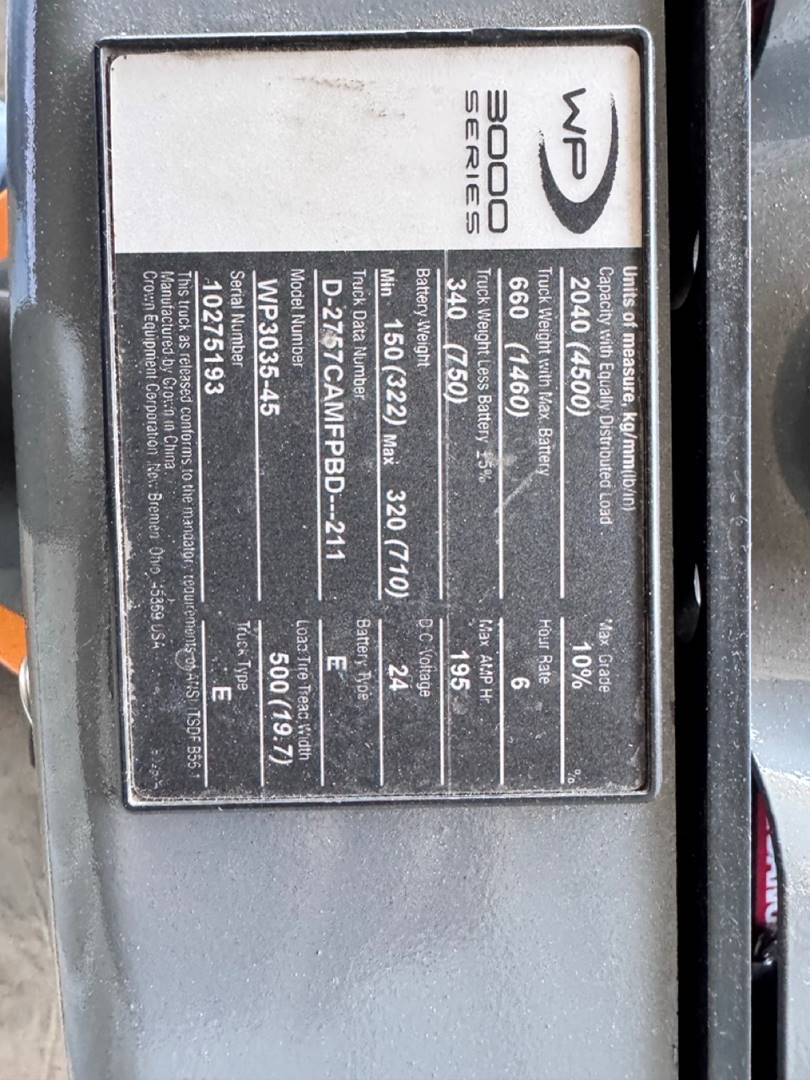 WP
3000
SERIES
Units of measure, kg/mm(lb/in)
Capacity with Equally Distributed Load
2040 (4500)
Max. Grade
10% %
Truck Weight with Max. Battery
660 (1460)
Hour Rate
6
Truck Weight Less Battery ±5%
340 (750)
Max. AMP Hr.
195
Battery Weight
Min 150 (322) Max 320 (710)
D-C Voltage
24
Truck Data Number
D-2757CAMFPBD---211
Battery Type
E
Model Number
WP3035-45
Load Tire Tread Width
500 (19.7)
Serial Number
10275193
Truck Type
E
This truck as released conforms to the mandatory requirements of ANSI ITSDF B56.1
Manufactured by Crown in China
Crown Equipment Corporation New Bremen, Ohio 45869 USA